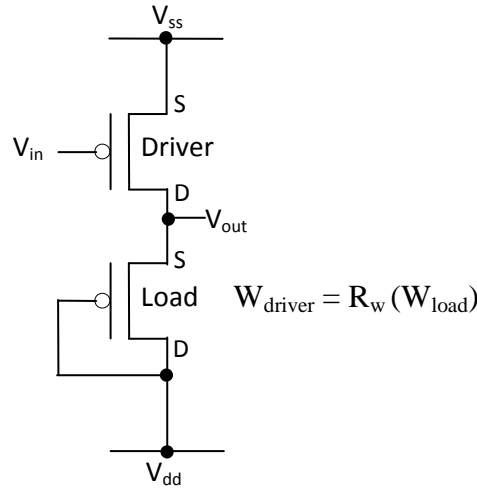 Vss
S
Vin
Driver
D
Vout
S
Load
Wdriver = Rw (Wload)
D
Vdd